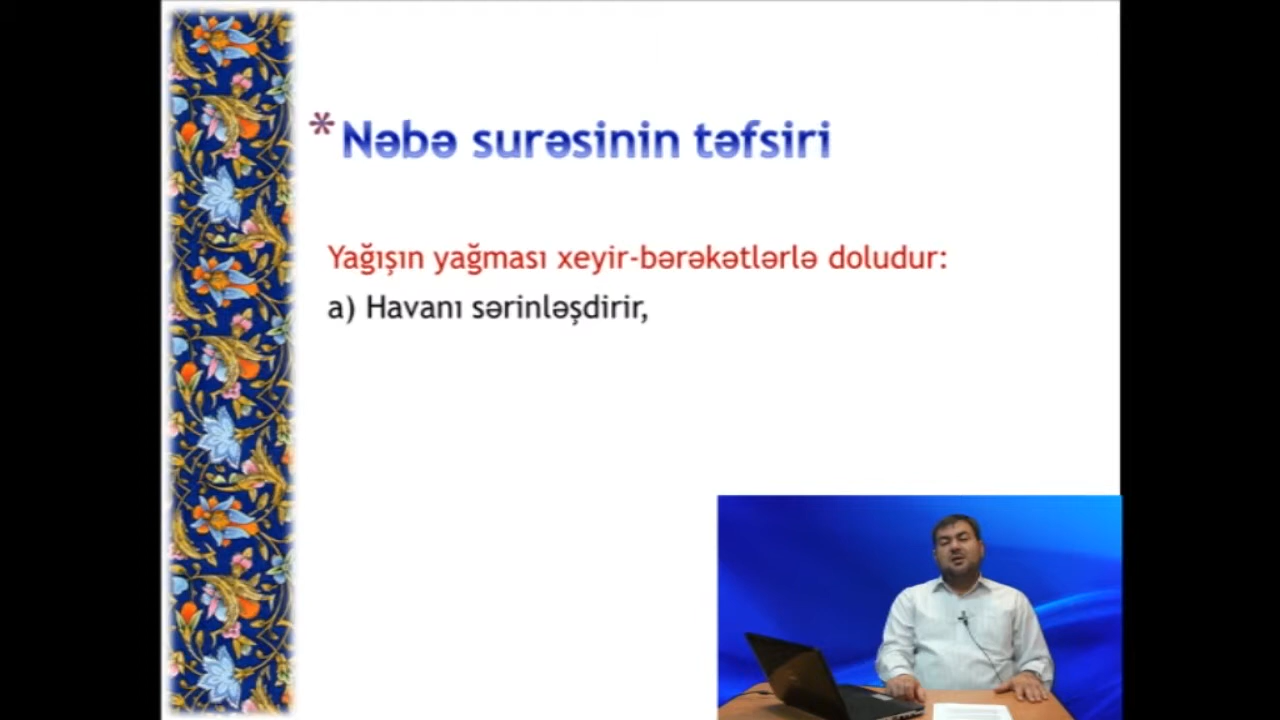 * Nəbə surəsinin təfsiri
Yağışın yağması xeyir-bərəkətlərlə doludur:
a) Havanı sərinləşdirir,